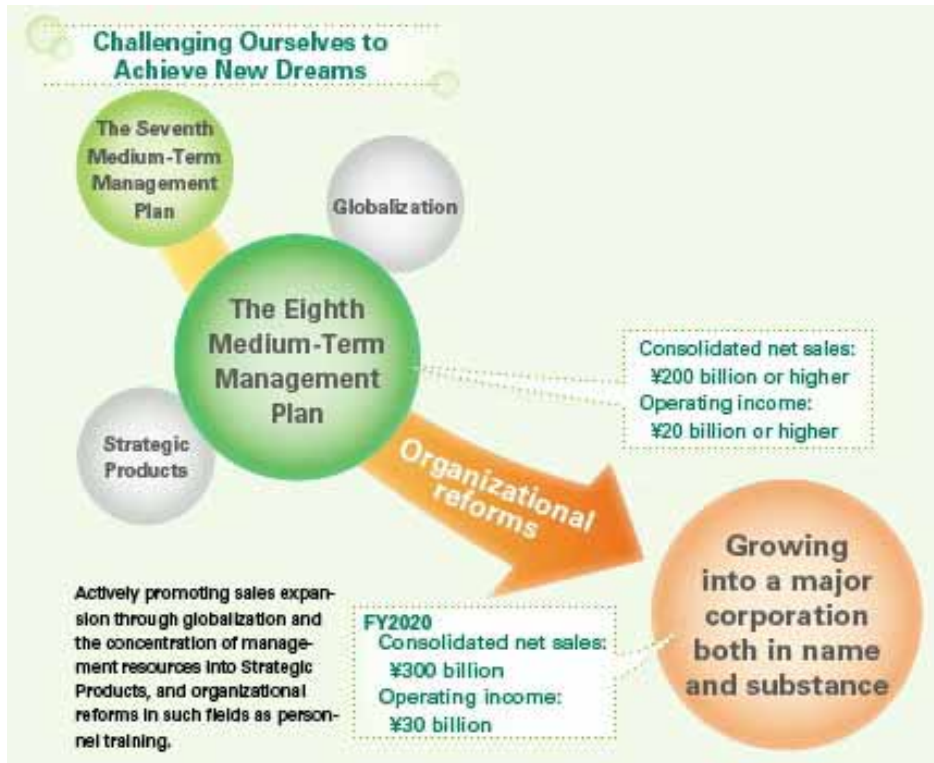 Challenging Ourselves to
Achieve New Dreams
The Seventh
Medium-Term
Management
Plan
Globalization
The Eighth
Medium-Term
Management
Plan
Consolidated net sales:
¥200 billion or higher
Operating income:
¥20 billion or higher
Strategic
Products
Organizational
reforms
Growing
into a major
corporation
both in name
and substance
Actively promoting sales expan-
sion through globalization and
the concentration of manage-
ment resources into Strategic
Products, and organizational
reforms in such fields as person-
nel training.
FY2020
Consolidated net sales:
¥300 billion
Operating income:
¥30 billion